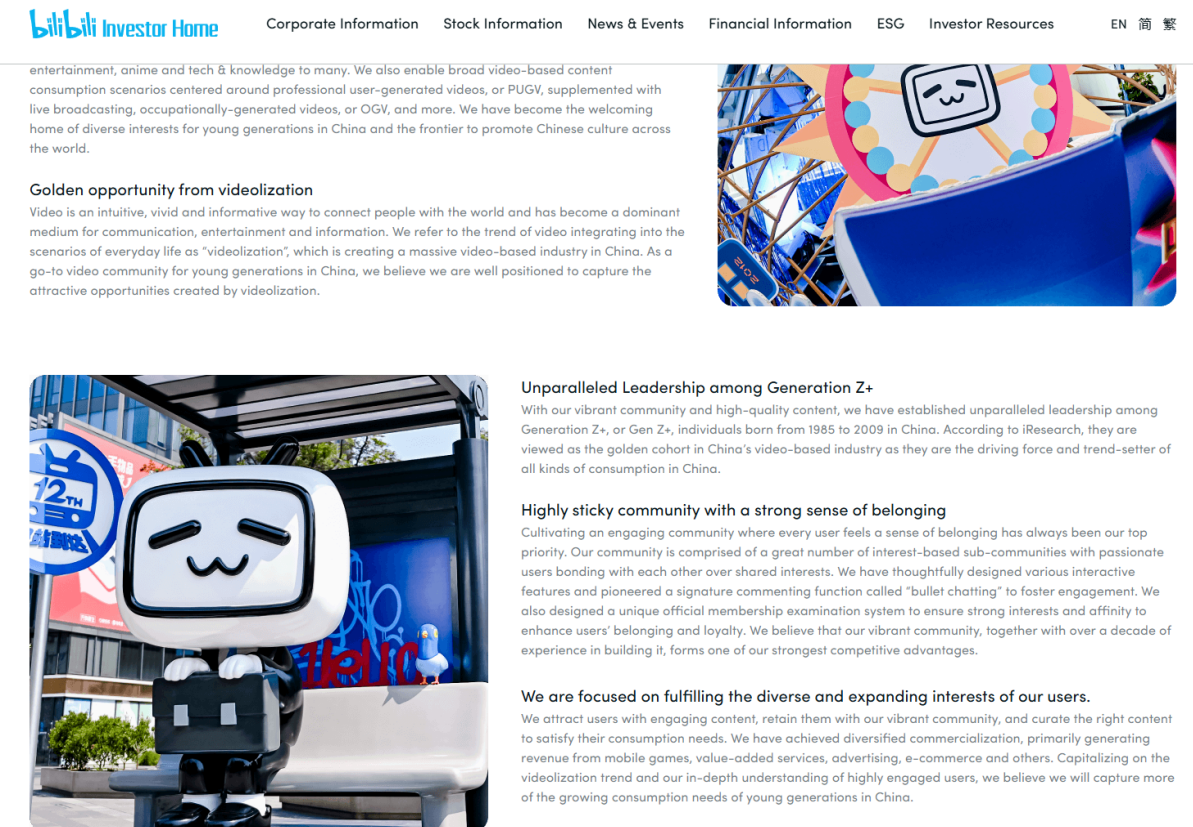 bilibili Investor Home
Corporate Information
Stock Information
News & Events
Financial Information
ESG
Investor Resources
EN 简 繁
entertainment, anime and tech & knowledge to many. We also enable broad video-based content
consumption scenarios centered around professional user-generated videos, or PUGV, supplemented with
live broadcasting, occupationally-generated videos, or OGV, and more. We have become the welcoming
home of diverse interests for young generations in China and the frontier to promote Chinese culture across
the world.
Golden opportunity from videolization
Video is an intuitive, vivid and informative way to connect people with the world and has become a dominant
medium for communication, entertainment and information. We refer to the trend of video integrating into the
scenarios of everyday life as “videolization”, which is creating a massive video-based industry in China. As a
go-to video community for young generations in China, we believe we are well positioned to capture the
attractive opportunities created by videolization.
2012
12TH
Unparalleled Leadership among Generation Z+
With our vibrant community and high-quality content, we have established unparalleled leadership among
Generation Z+, or Gen Z+, individuals born from 1985 to 2009 in China. According to iResearch, they are
viewed as the golden cohort in China’s video-based industry as they are the driving force and trend-setter of
all kinds of consumption in China.
Highly sticky community with a strong sense of belonging
Cultivating an engaging community where every user feels a sense of belonging has always been our top
priority. Our community is comprised of a great number of interest-based sub-communities with passionate
users bonding with each other over shared interests. We have thoughtfully designed various interactive
features and pioneered a signature commenting function called “bullet chatting” to foster engagement. We
also designed a unique official membership examination system to ensure strong interests and affinity to
enhance users’ belonging and loyalty. We believe that our vibrant community, together with over a decade of
experience in building it, forms one of our strongest competitive advantages.
We are focused on fulfilling the diverse and expanding interests of our users.
We attract users with engaging content, retain them with our vibrant community, and curate the right content
to satisfy their consumption needs. We have achieved diversified commercialization, primarily generating
revenue from mobile games, value-added services, advertising, e-commerce and others. Capitalizing on the
videolization trend and our in-depth understanding of highly engaged users, we believe we will capture more
of the growing consumption needs of young generations in China.